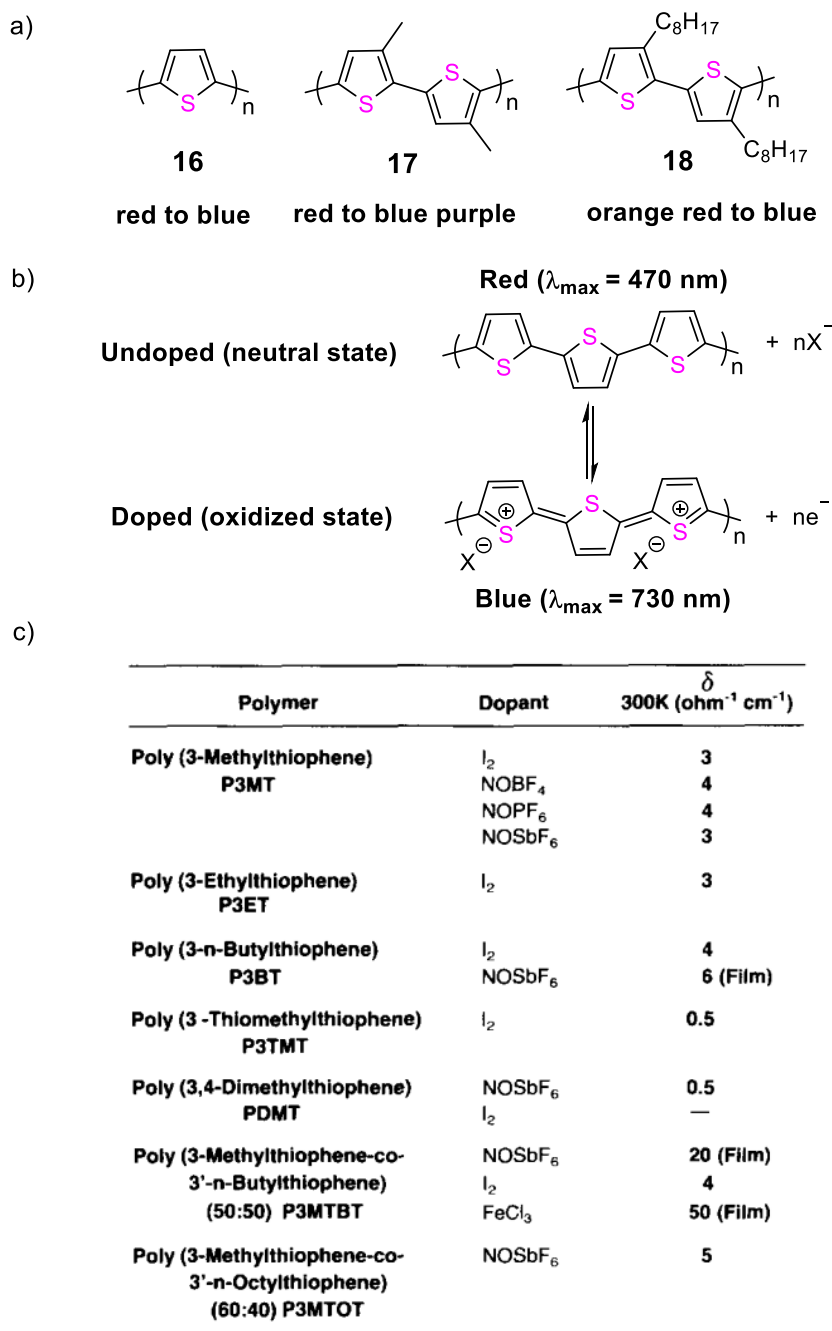 a)
C₈H₁₇
S
n
S
S
n
S
S
n
C₈H₁₇
16
17
18
red to blue
red to blue purple
orange red to blue
b)
Red (λmax = 470 nm)
Undoped (neutral state)
S
S
S
n
+ nX⁻
Doped (oxidized state)
S
⊕
S
⊕
S
n
+ ne⁻
X⊖
X⊖
Blue (λmax = 730 nm)
c)
δ
Polymer Dopant 300K (ohm⁻¹ cm⁻¹)
Poly (3-Methylthiophene) I₂ 3
P3MT NOBF₄ 4
NOPF₆ 4
NOSbF₆ 3
Poly (3-Ethylthiophene) I₂ 3
P3ET
Poly (3-n-Butylthiophene) I₂ 4
P3BT NOSbF₆ 6 (Film)
Poly (3 -Thiomethylthiophene) I₂ 0.5
P3TMT
Poly (3,4-Dimethylthiophene) NOSbF₆ 0.5
PDMT I₂ —
Poly (3-Methylthiophene-co- NOSbF₆ 20 (Film)
3'-n-Butylthiophene) I₂ 4
(50:50) P3MTBT FeCl₃ 50 (Film)
Poly (3-Methylthiophene-co- NOSbF₆ 5
3'-n-Octylthiophene)
(60:40) P3MTOT